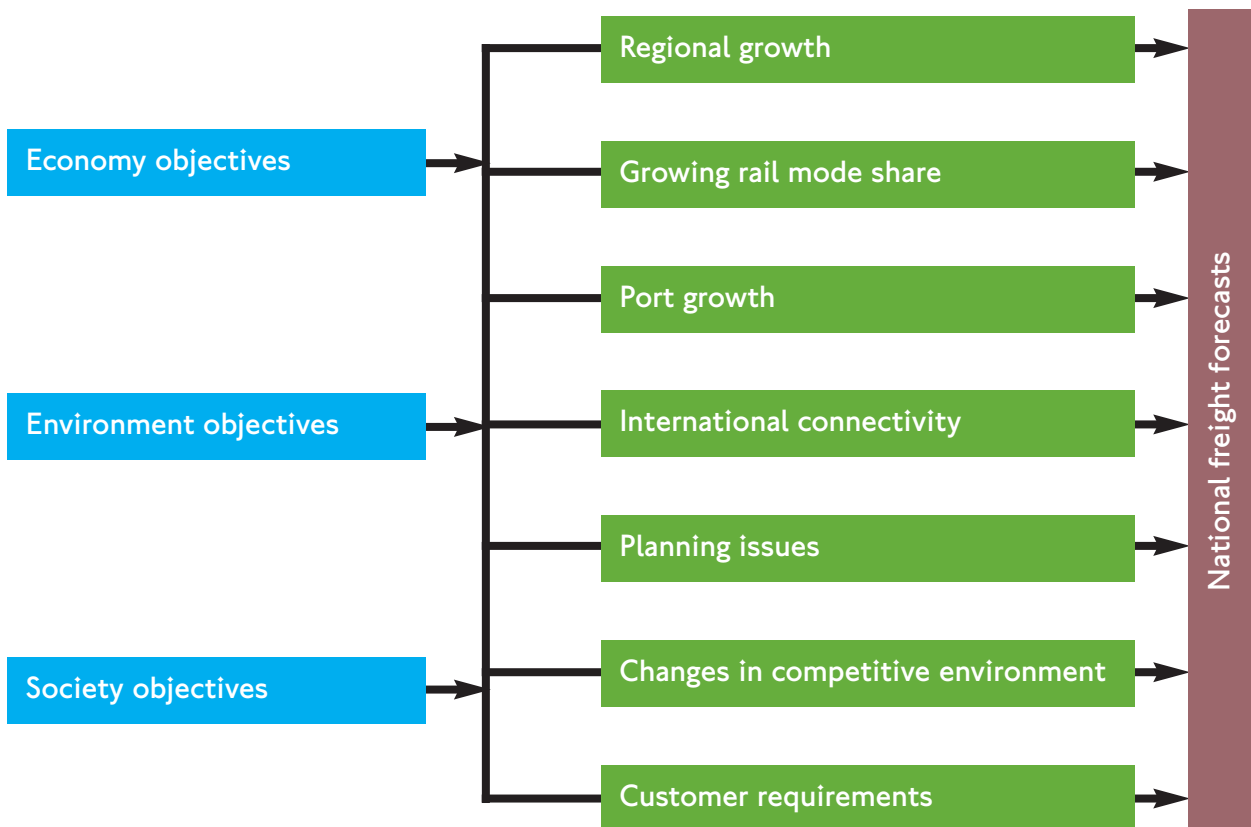 Economy objectives
Environment objectives
Society objectives
Regional growth
Growing rail mode share
Port growth
International connectivity
Planning issues
Changes in competitive environment
Customer requirements
National freight forecasts